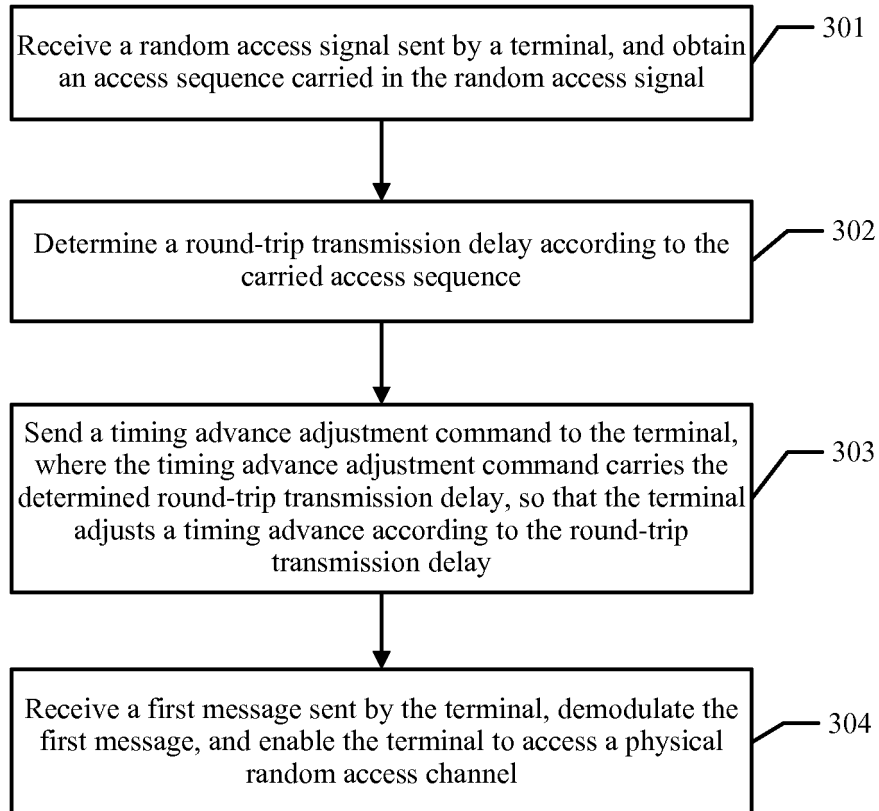 Receive a random access signal sent by a terminal, and obtain
an access sequence carried in the random access signal
301
Determine a round-trip transmission delay according to the
carried access sequence
302
Send a timing advance adjustment command to the terminal,
where the timing advance adjustment command carries the
determined round-trip transmission delay, so that the terminal
adjusts a timing advance according to the round-trip
transmission delay
303
Receive a first message sent by the terminal, demodulate the
first message, and enable the terminal to access a physical
random access channel
304